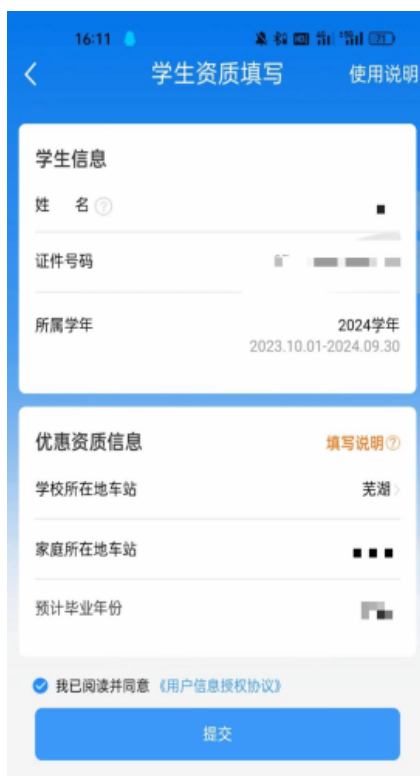 16:11
学生资质填写 使用说明
学生信息
姓 名
证件号码
所属学年 2024学年
2023.10.01-2024.09.30
优惠资质信息 填写说明
学校所在地车站 芜湖
家庭所在地车站
预计毕业年份
我已阅读并同意《用户信息授权协议》
提交